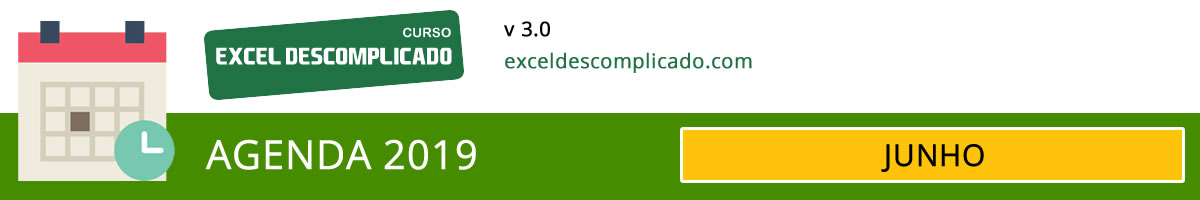 CURSO
EXCEL DESCOMPLICADO
v 3.0
exceldescomplicado.com
AGENDA 2019
JUNHO